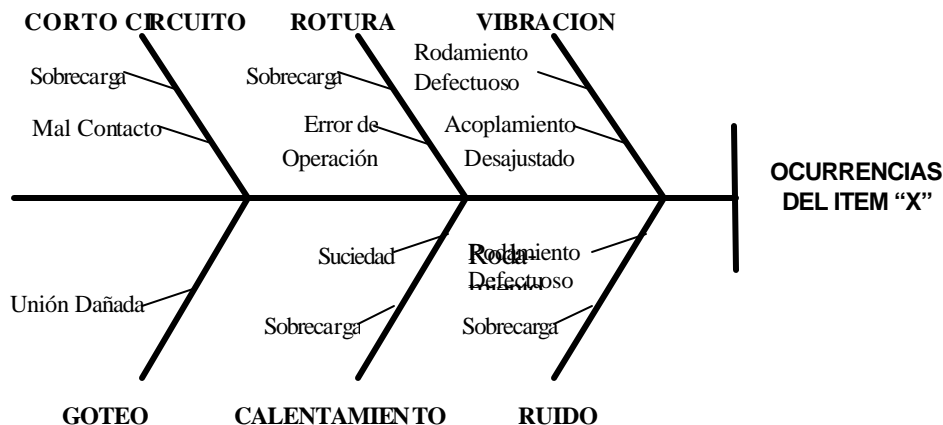 CORTO CIRCUITO
ROTURA
VIBRACION
Sobrecarga
Mal Contacto
Sobrecarga
Error de
Operación
Rodamiento
Defectuoso
Acoplamiento
Desajustado
OCURRENCIAS
DEL ITEM “X”
Unión Dañada
Suciedad
Sobrecarga
Rodamiento
Defectuoso
Sobrecarga
GOTEO
CALENTAMIENTO
RUIDO